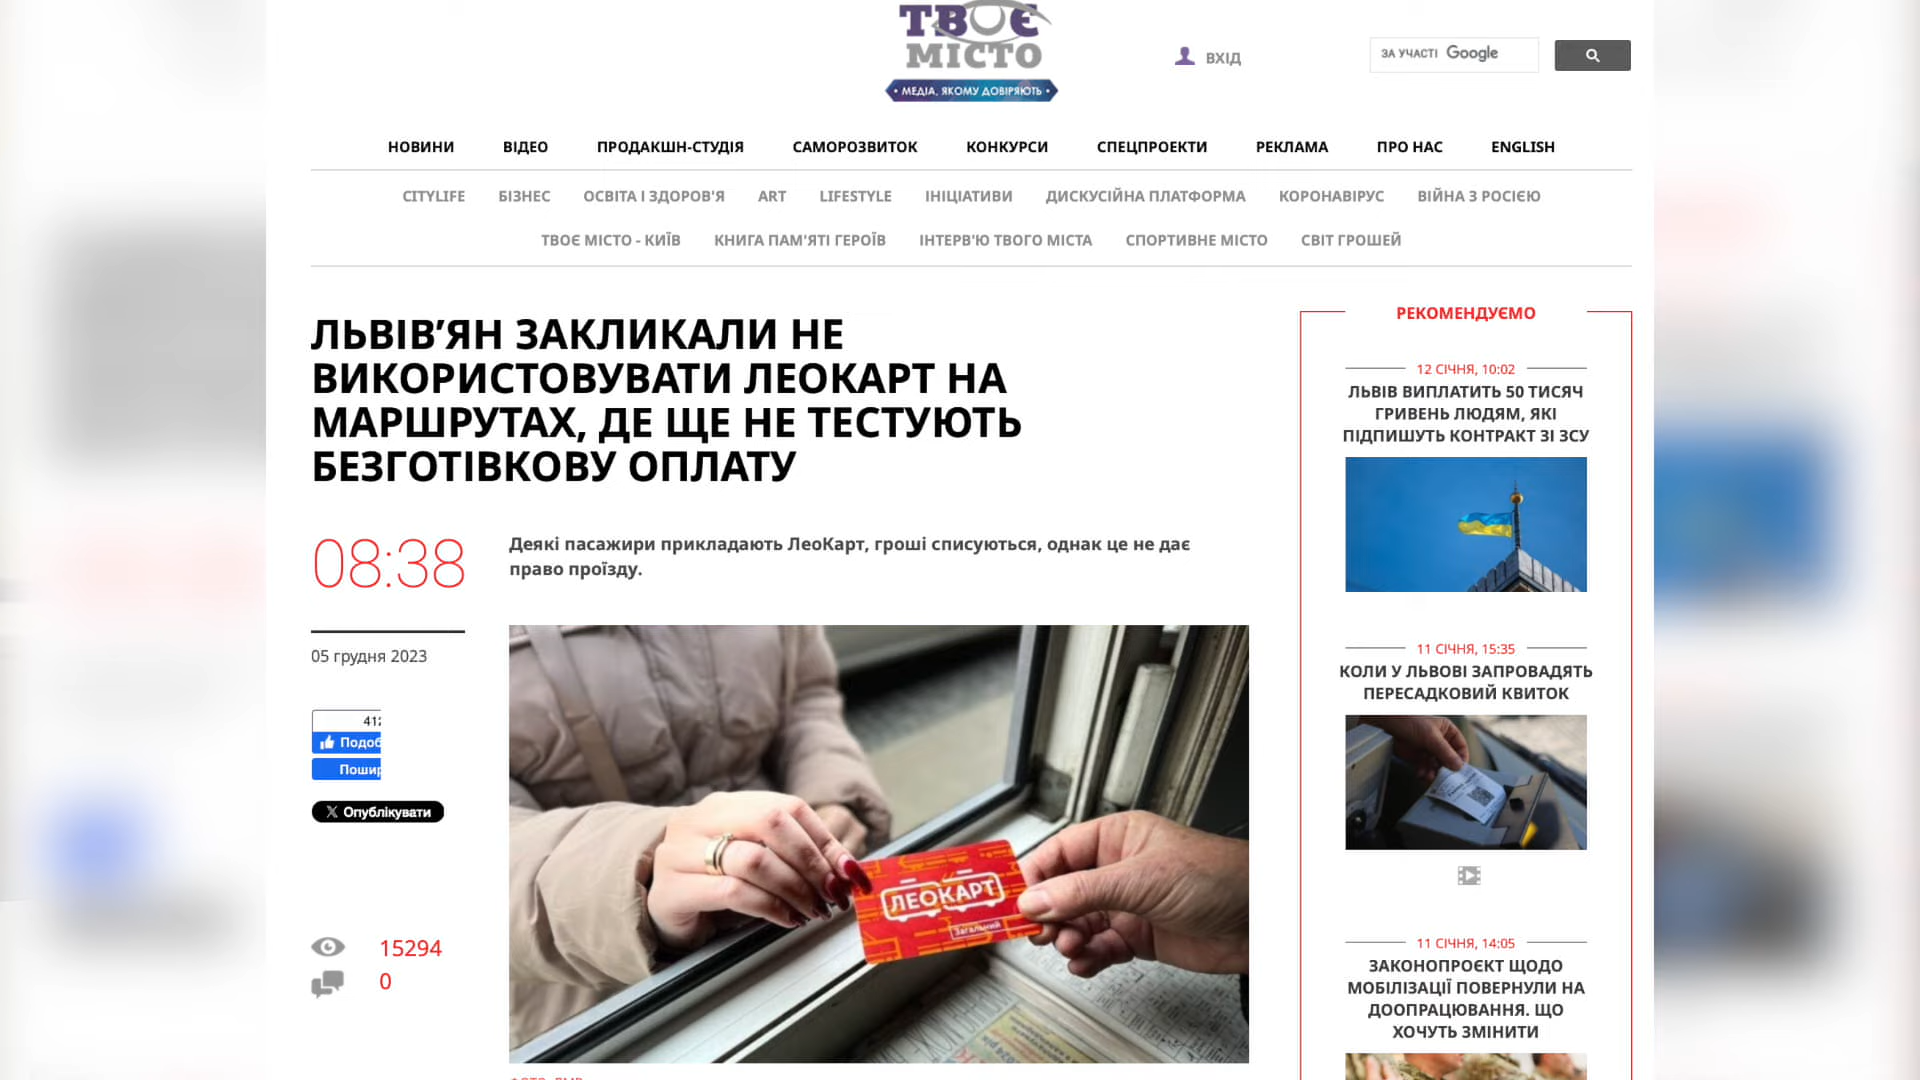 ТВОЄ
МІСТО
• МЕДІА, ЯКОМУ ДОВІРЯЮТЬ •
ВХІД
ЗА УЧАСТІ Google
НОВИНИ ВІДЕО ПРОДАКШН-СТУДІЯ САМОРОЗВИТОК КОНКУРСИ СПЕЦПРОЕКТИ РЕКЛАМА ПРО НАС ENGLISH
CITYLIFE БІЗНЕС ОСВІТА І ЗДОРОВ'Я ART LIFESTYLE ІНІЦІАТИВИ ДИСКУСІЙНА ПЛАТФОРМА КОРОНАВІРУС ВІЙНА З РОСІЄЮ
ТВОЄ МІСТО - КИЇВ КНИГА ПАМ'ЯТІ ГЕРОЇВ ІНТЕРВ'Ю ТВОГО МІСТА СПОРТИВНЕ МІСТО СВІТ ГРОШЕЙ
ЛЬВІВ’ЯН ЗАКЛИКАЛИ НЕ
ВИКОРИСТОВУВАТИ ЛЕОКАРТ НА
МАРШРУТАХ, ДЕ ЩЕ НЕ ТЕСТУЮТЬ
БЕЗГОТІВКОВУ ОПЛАТУ
08:38
05 грудня 2023
412
Подоб
Пошир
Опублікувати
15294
0
Деякі пасажири прикладають ЛеоКарт, гроші списуються, однак це не дає
право проїзду.
ЛЕОКАРТ
Загальний
РЕКОМЕНДУЄМО
12 СІЧНЯ, 10:02
ЛЬВІВ ВИПЛАТИТЬ 50 ТИСЯЧ
ГРИВЕНЬ ЛЮДЯМ, ЯКІ
ПІДПИШУТЬ КОНТРАКТ ЗІ ЗСУ
11 СІЧНЯ, 15:35
КОЛИ У ЛЬВОВІ ЗАПРОВАДЯТЬ
ПЕРЕСАДКОВИЙ КВИТОК
11 СІЧНЯ, 14:05
ЗАКОНОПРОЄКТ ЩОДО
МОБІЛІЗАЦІЇ ПОВЕРНУЛИ НА
ДООПРАЦЮВАННЯ. ЩО
ХОЧУТЬ ЗМІНИТИ